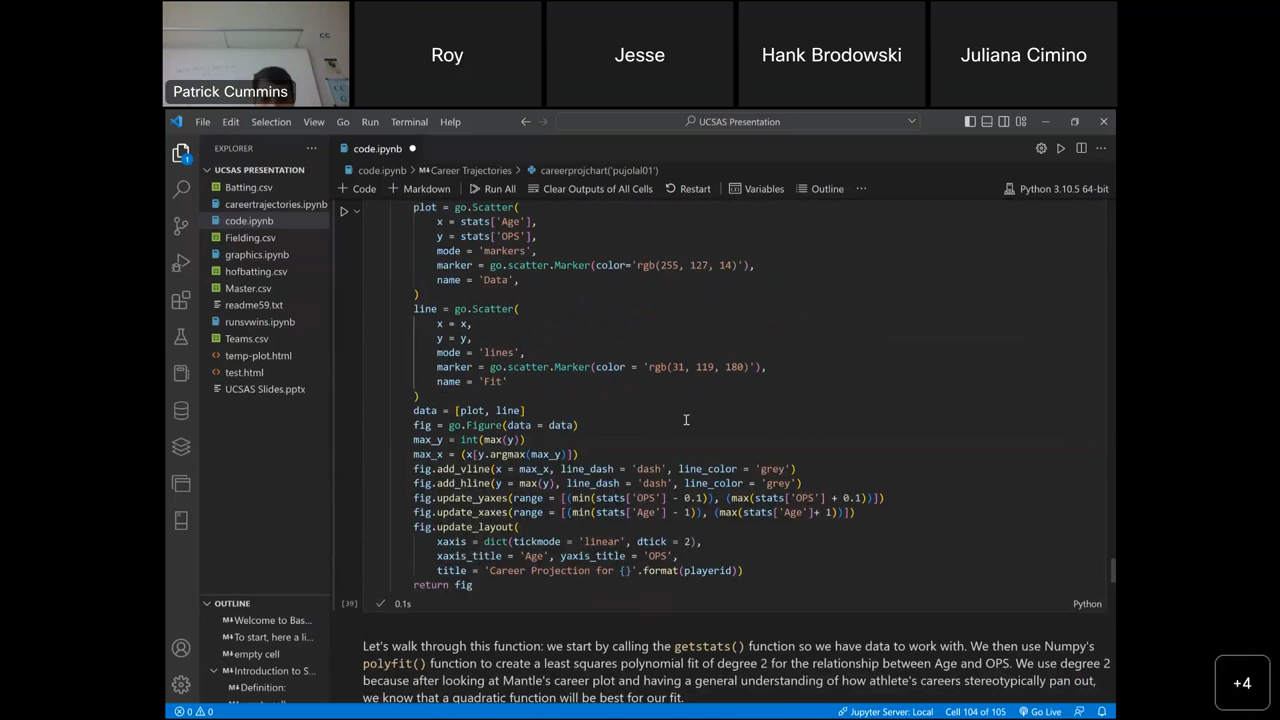 Patrick Cummins
Roy
Jesse
Hank Brodowski
Juliana Cimino
File Edit Selection View Go Run Terminal Help
UCSAS Presentation
EXPLORER
UCSAS PRESENTATION
Batting.csv
careertrajectories.ipynb
code.ipynb
Fielding.csv
graphics.ipynb
hofbatting.csv
Master.csv
readme59.txt
runsvwins.ipynb
Teams.csv
temp-plot.html
test.html
UCSAS Slides.pptx
OUTLINE
Welcome to Bas...
To start, here a li...
empty cell
Introduction to S...
Definition:
code.ipynb
code.ipynb > Career Trajectories > careerprojchart('pujolal01')
+ Code + Markdown Run All Clear Outputs of All Cells Restart Variables Outline ... Python 3.10.5 64-bit
plot = go.Scatter(
x = stats['Age'],
y = stats['OPS'],
mode = 'markers',
marker = go.scatter.Marker(color='rgb(255, 127, 14)'),
name = 'Data',
)
line = go.Scatter(
x = x,
y = y,
mode = 'lines',
marker = go.scatter.Marker(color = 'rgb(31, 119, 180)'),
name = 'Fit'
)
data = [plot, line]
fig = go.Figure(data = data)
max_y = int(max(y))
max_x = (x[y.argmax(max_y)])
fig.add_vline(x = max_x, line_dash = 'dash', line_color = 'grey')
fig.add_hline(y = max(y), line_dash = 'dash', line_color = 'grey')
fig.update_yaxes(range = [(min(stats['OPS'] - 0.1)), (max(stats['OPS'] + 0.1))])
fig.update_xaxes(range = [(min(stats['Age'] - 1)), (max(stats['Age']+ 1))])
fig.update_layout(
xaxis = dict(tickmode = 'linear', dtick = 2),
xaxis_title = 'Age', yaxis_title = 'OPS',
title = 'Career Projection for {}'.format(playerid))
return fig
[39] 0.1s Python
Let's walk through this function: we start by calling the getstats() function so we have data to work with. We then use Numpy's
polyfit() function to create a least squares polynomial fit of degree 2 for the relationship between Age and OPS. We use degree 2
because after looking at Mantle's career plot and having a general understanding of how athlete's careers stereotypically pan out,
we know that a quadratic function will be best for our fit.
0 0 Jupyter Server: Local Cell 104 of 105 Go Live
1
+4